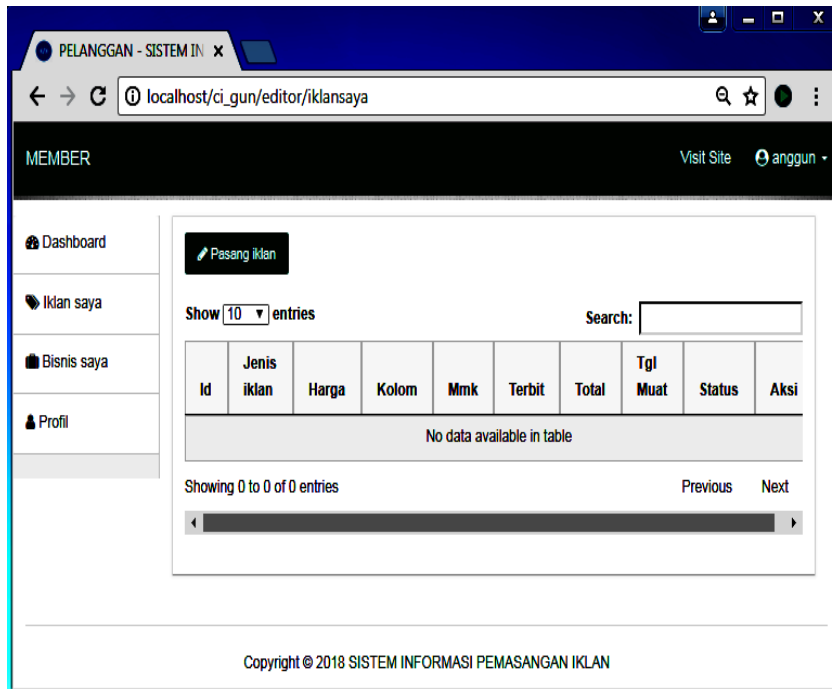 PELANGGAN - SISTEM IN
localhost/ci_gun/editor/iklansaya
MEMBER
Visit Site
anggun
Dashboard
Iklan saya
Bisnis saya
Profil
Pasang iklan
Show 10 entries
Search:
Id Jenis iklan Harga Kolom Mmk Terbit Total Tgl Muat Status Aksi
No data available in table
Showing 0 to 0 of 0 entries
Previous Next
Copyright © 2018 SISTEM INFORMASI PEMASANGAN IKLAN